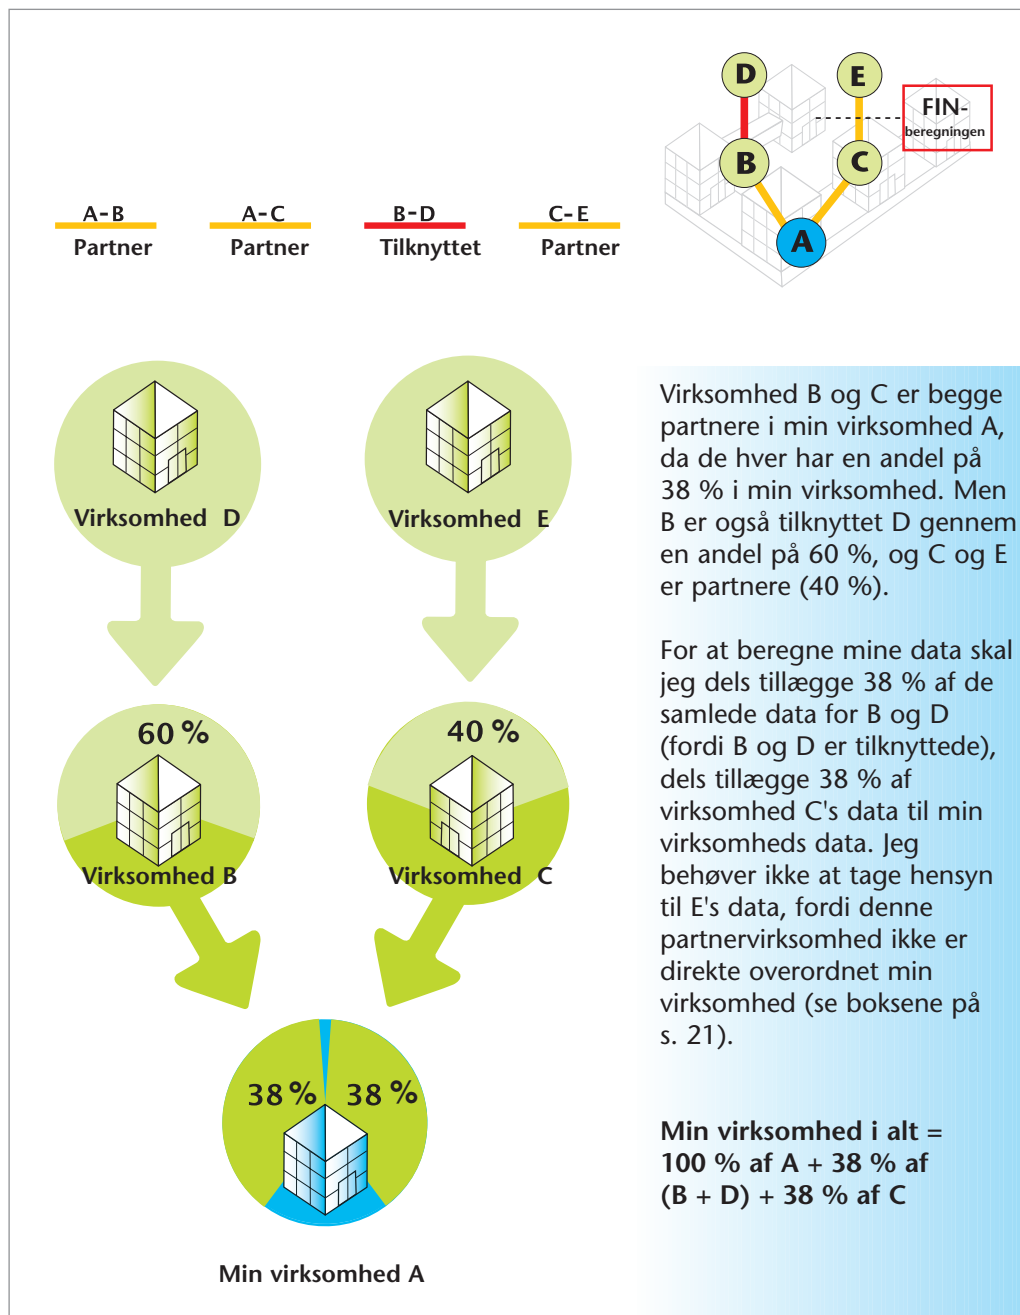 D
E
FIN-
beregningen
B
C
A
A-B
Partner
A-C
Partner
B-D
Tilknyttet
C-E
Partner
Virksomhed D
Virksomhed E
60 %
Virksomhed B
40 %
Virksomhed C
38 %
38 %
Min virksomhed A
Virksomhed B og C er begge
partnere i min virksomhed A,
da de hver har en andel på
38 % i min virksomhed. Men
B er også tilknyttet D gennem
en andel på 60 %, og C og E
er partnere (40 %).
For at beregne mine data skal
jeg dels tillægge 38 % af de
samlede data for B og D
(fordi B og D er tilknyttede),
dels tillægge 38 % af
virksomhed C's data til min
virksomheds data. Jeg
behøver ikke at tage hensyn
til E's data, fordi denne
partnervirksomhed ikke er
direkte overordnet min
virksomhed (se boksene på
s. 21).
Min virksomhed i alt =
100 % af A + 38 % af
(B + D) + 38 % af C